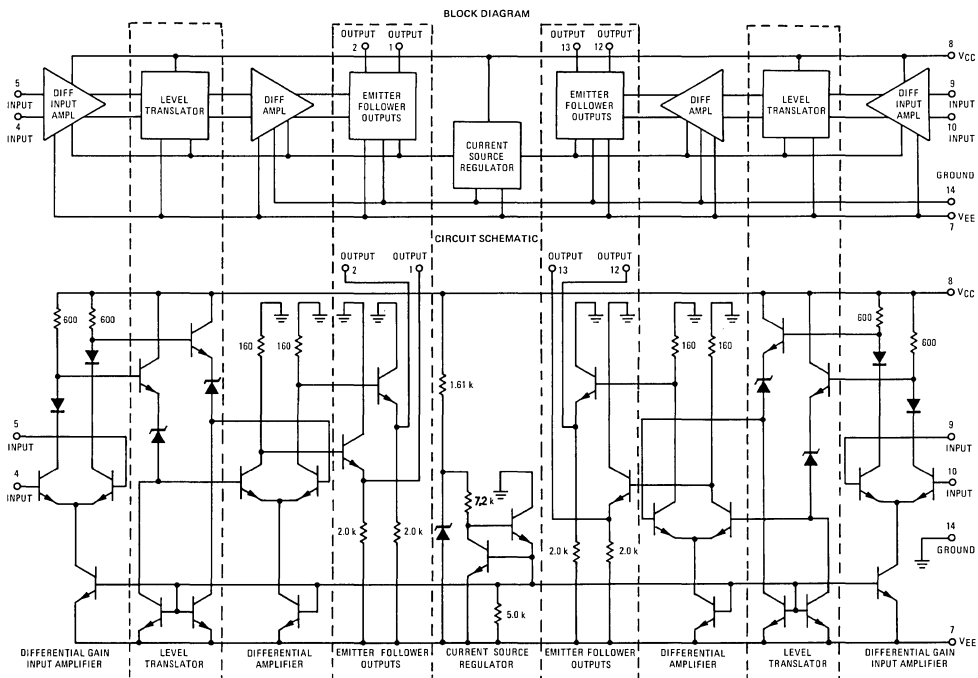 BLOCK DIAGRAM
OUTPUT OUTPUT
2 1
OUTPUT OUTPUT
13 12
8
VCC
5
INPUT
4
INPUT
DIFF
INPUT
AMPL
LEVEL
TRANSLATOR
DIFF
AMPL
EMITTER
FOLLOWER
OUTPUTS
CURRENT
SOURCE
REGULATOR
EMITTER
FOLLOWER
OUTPUTS
DIFF
AMPL
LEVEL
TRANSLATOR
DIFF
INPUT
AMPL
9
INPUT
10
INPUT
GROUND
14
VEE
7
CIRCUIT SCHEMATIC
OUTPUT OUTPUT
2 1
OUTPUT OUTPUT
13 12
8
VCC
600
600
160
160
1.61 k
160
160
600
600
5
INPUT
4
INPUT
9
INPUT
10
INPUT
7.2 k
2.0 k
2.0 k
2.0 k
2.0 k
5.0 k
14
GROUND
7
VEE
DIFFERENTIAL GAIN
INPUT AMPLIFIER
LEVEL
TRANSLATOR
DIFFERENTIAL
AMPLIFIER
EMITTER FOLLOWER
OUTPUTS
CURRENT SOURCE
REGULATOR
EMITTER FOLLOWER
OUTPUTS
DIFFERENTIAL
AMPLIFIER
LEVEL
TRANSLATOR
DIFFERENTIAL GAIN
INPUT AMPLIFIER